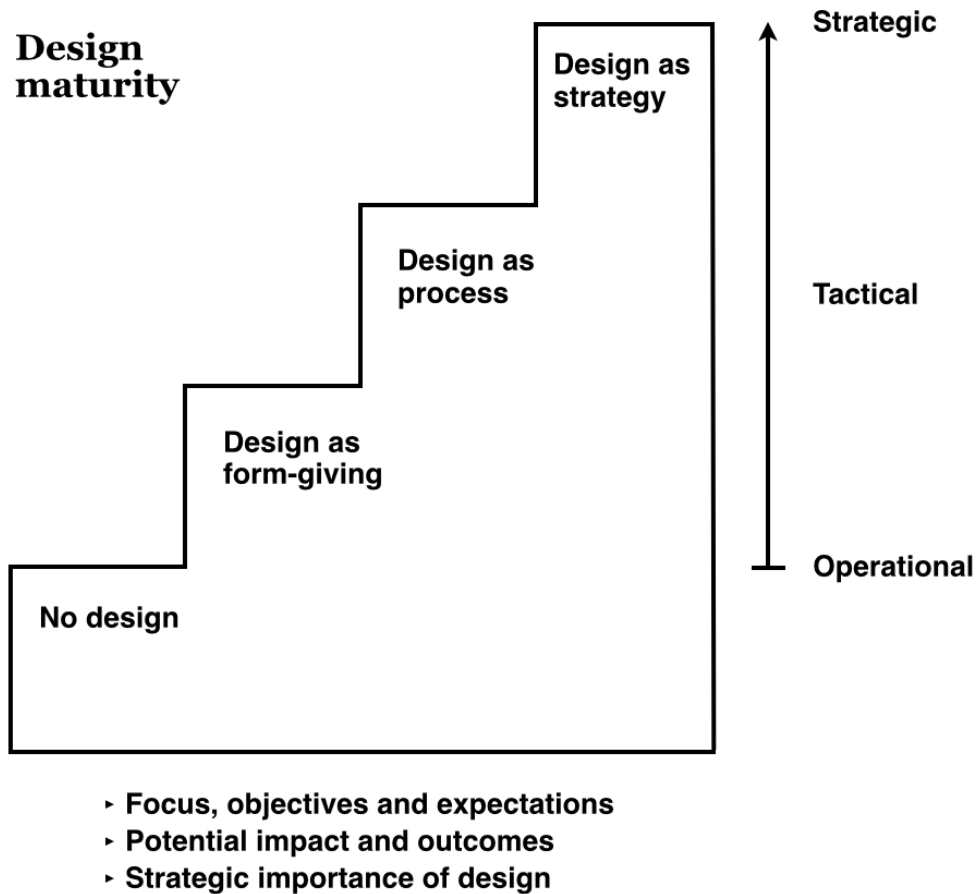 Design
maturity
Design as
strategy
Strategic
Design as
process
Tactical
Design as
form-giving
No design
Operational
▸ Focus, objectives and expectations
▸ Potential impact and outcomes
▸ Strategic importance of design